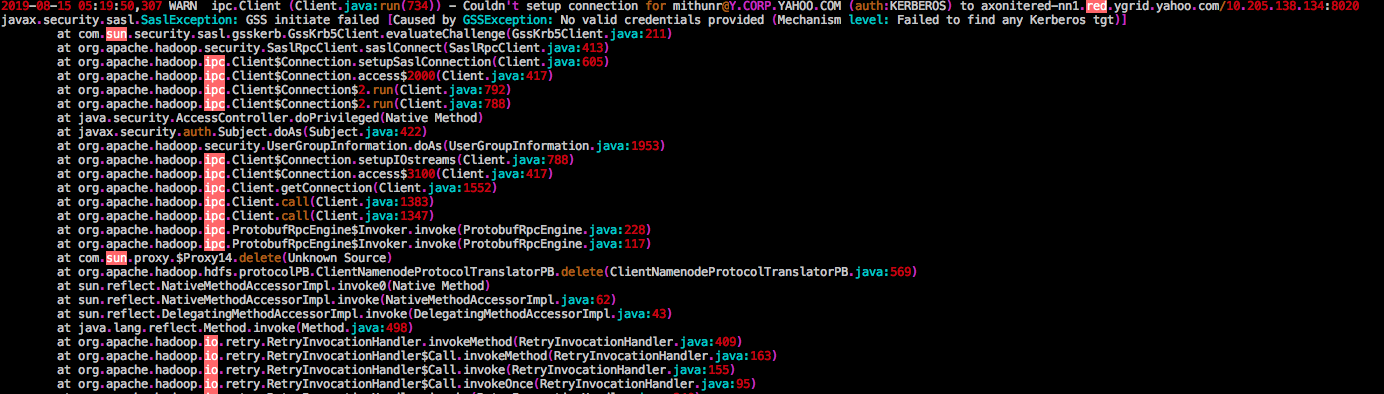 2019-08-15 05:19:50,307 WARN  ipc.Client (Client.java:run(734)) - Couldn't setup connection for mithunr@Y.CORP.YAHOO.COM (auth:KERBEROS) to axonitered-nn1.red.ygrid.yahoo.com/10.205.138.134:8020
javax.security.sasl.SaslException: GSS initiate failed [Caused by GSSException: No valid credentials provided (Mechanism level: Failed to find any Kerberos tgt)]
at com.sun.security.sasl.gsskerb.GssKrb5Client.evaluateChallenge(GssKrb5Client.java:211)
at org.apache.hadoop.security.SaslRpcClient.saslConnect(SaslRpcClient.java:413)
at org.apache.hadoop.ipc.Client$Connection.setupSaslConnection(Client.java:605)
at org.apache.hadoop.ipc.Client$Connection.access$2000(Client.java:417)
at org.apache.hadoop.ipc.Client$Connection$2.run(Client.java:792)
at org.apache.hadoop.ipc.Client$Connection$2.run(Client.java:788)
at java.security.AccessController.doPrivileged(Native Method)
at javax.security.auth.Subject.doAs(Subject.java:422)
at org.apache.hadoop.security.UserGroupInformation.doAs(UserGroupInformation.java:1953)
at org.apache.hadoop.ipc.Client$Connection.setupIOstreams(Client.java:788)
at org.apache.hadoop.ipc.Client$Connection.access$3100(Client.java:417)
at org.apache.hadoop.ipc.Client.getConnection(Client.java:1552)
at org.apache.hadoop.ipc.Client.call(Client.java:1383)
at org.apache.hadoop.ipc.Client.call(Client.java:1347)
at org.apache.hadoop.ipc.ProtobufRpcEngine$Invoker.invoke(ProtobufRpcEngine.java:228)
at org.apache.hadoop.ipc.ProtobufRpcEngine$Invoker.invoke(ProtobufRpcEngine.java:117)
at com.sun.proxy.$Proxy14.delete(Unknown Source)
at org.apache.hadoop.hdfs.protocolPB.ClientNamenodeProtocolTranslatorPB.delete(ClientNamenodeProtocolTranslatorPB.java:569)
at sun.reflect.NativeMethodAccessorImpl.invoke0(Native Method)
at sun.reflect.NativeMethodAccessorImpl.invoke(NativeMethodAccessorImpl.java:62)
at sun.reflect.DelegatingMethodAccessorImpl.invoke(DelegatingMethodAccessorImpl.java:43)
at java.lang.reflect.Method.invoke(Method.java:498)
at org.apache.hadoop.io.retry.RetryInvocationHandler.invokeMethod(RetryInvocationHandler.java:409)
at org.apache.hadoop.io.retry.RetryInvocationHandler$Call.invokeMethod(RetryInvocationHandler.java:163)
at org.apache.hadoop.io.retry.RetryInvocationHandler$Call.invoke(RetryInvocationHandler.java:155)
at org.apache.hadoop.io.retry.RetryInvocationHandler$Call.invokeOnce(RetryInvocationHandler.java:95)